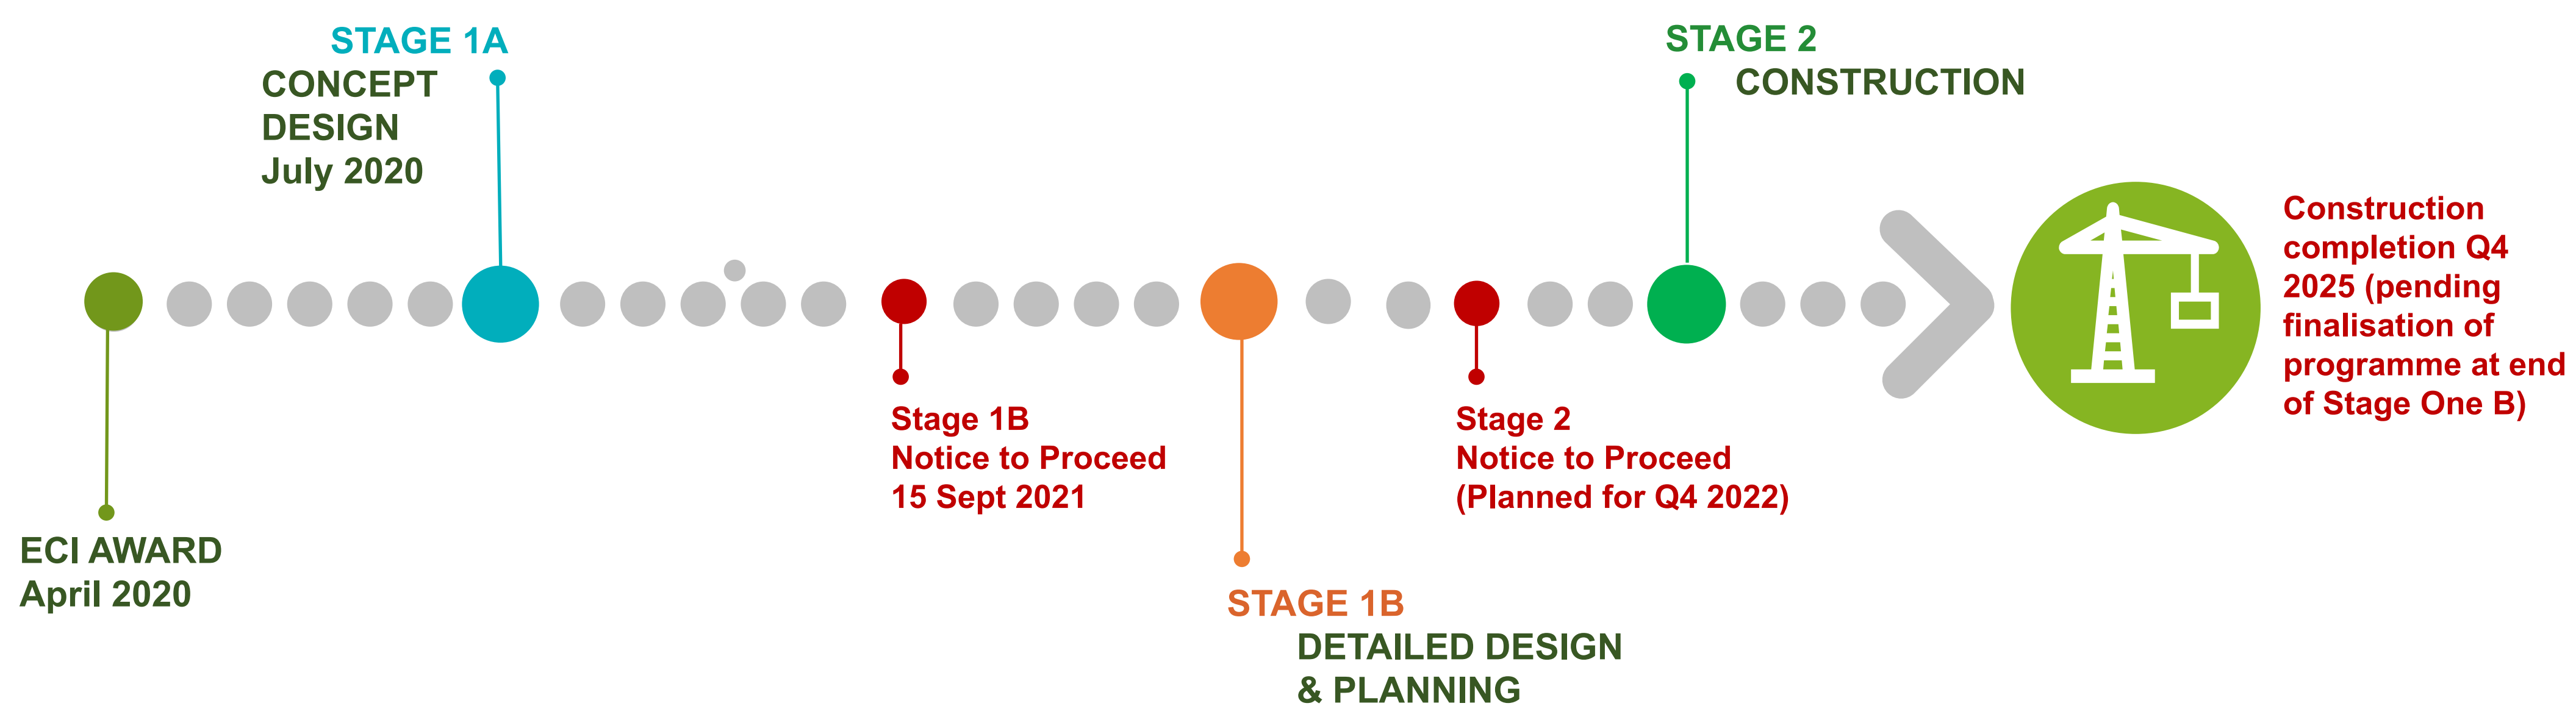 STAGE 1A
CONCEPT
DESIGN
July 2020
STAGE 2
CONSTRUCTION
Construction
completion Q4
2025 (pending
finalisation of
programme at end
of Stage One B)
Stage 1B
Notice to Proceed
15 Sept 2021
Stage 2
Notice to Proceed
(Planned for Q4 2022)
ECI AWARD
April 2020
STAGE 1B
DETAILED DESIGN
& PLANNING